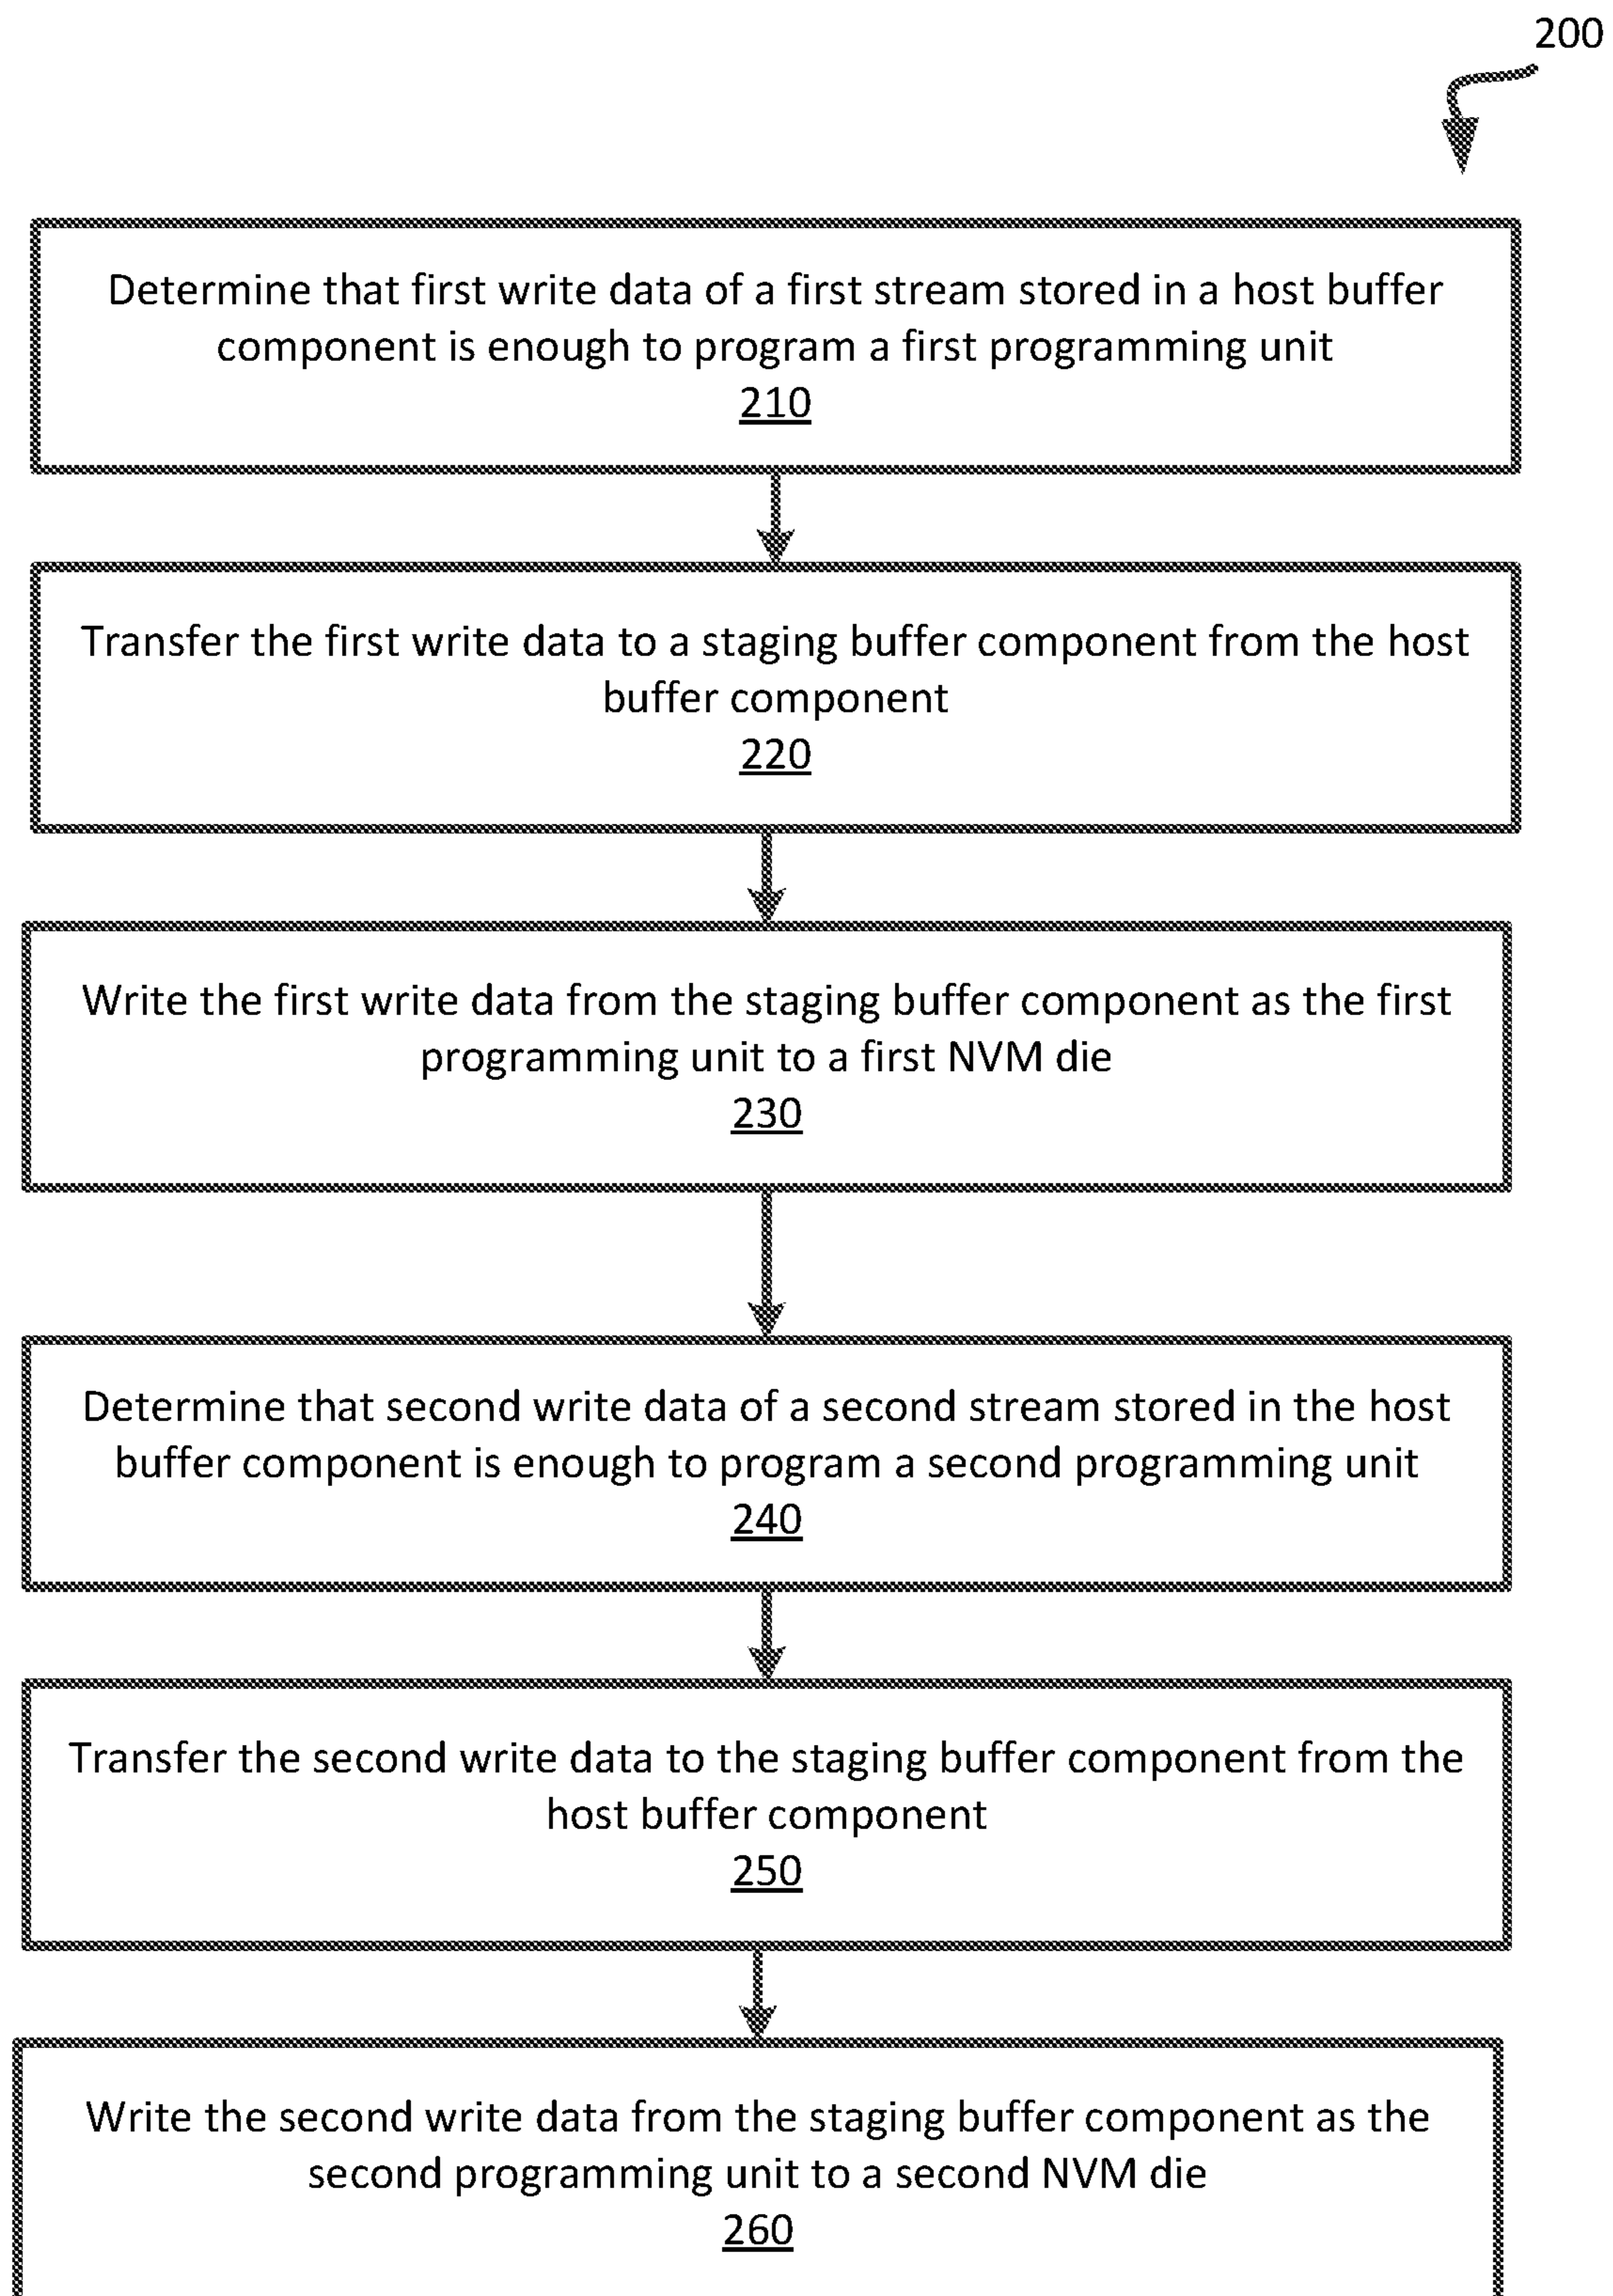 200
Determine that first write data of a first stream stored in a host buffer
component is enough to program a first programming unit
210
Transfer the first write data to a staging buffer component from the host
buffer component
220
Write the first write data from the staging buffer component as the first
programming unit to a first NVM die
230
Determine that second write data of a second stream stored in the host
buffer component is enough to program a second programming unit
240
Transfer the second write data to the staging buffer component from the
host buffer component
250
Write the second write data from the staging buffer component as the
second programming unit to a second NVM die
260